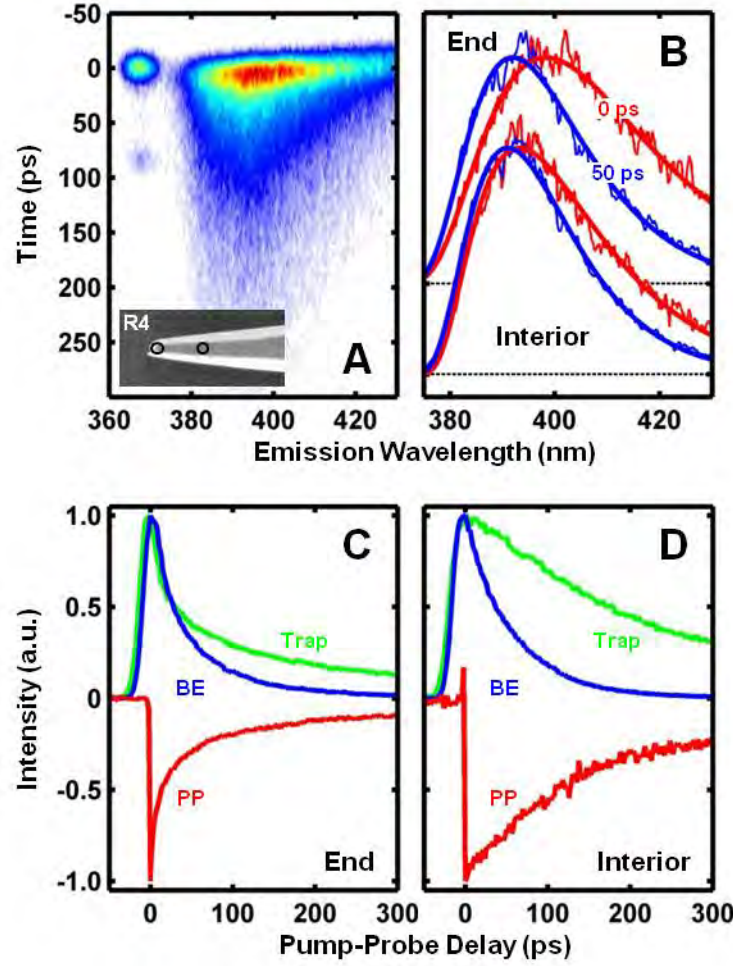 -50
0
50
100
150
200
250
Time (ps)
R4
A
360 380 400 420
End
B
0 ps
50 ps
Interior
380 400 420
Emission Wavelength (nm)
1.0
0.5
0
-0.5
-1.0
Intensity (a.u.)
C
Trap
BE
PP
End
0 100 200 300
D
Trap
BE
PP
Interior
0 100 200 300
Pump-Probe Delay (ps)